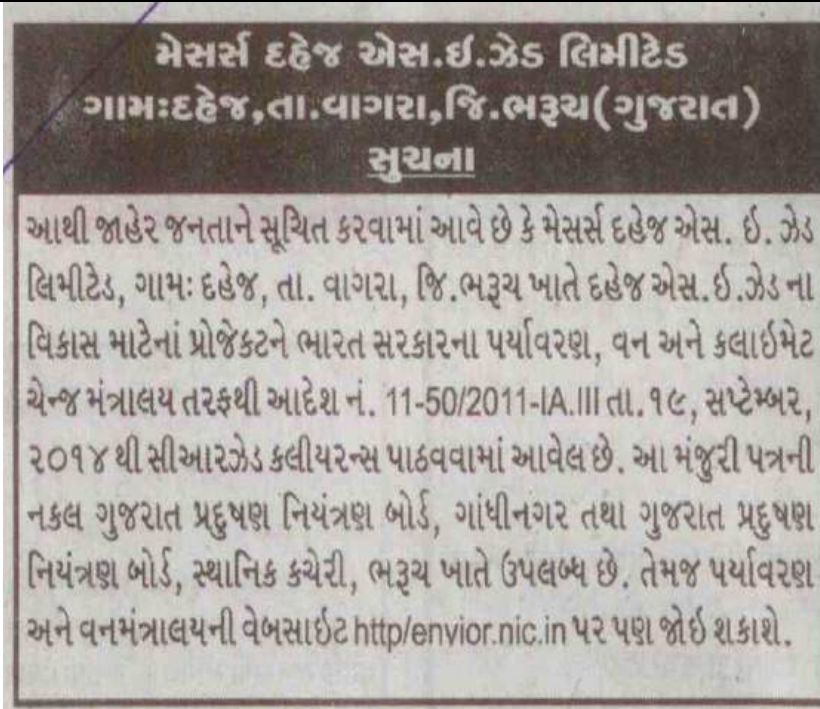 મેસર્સ દહેજ એસ.ઇ.ઝેડ લિમીટેડ
ગામઃદહેજ,તા.વાગરા,જિ.ભરૂચ(ગુજરાત)
સુચના
આથી જાહેર જનતાને સૂચિત કરવામાં આવે છે કે મેસર્સ દહેજ એસ. ઇ. ઝેડ
લિમીટેડ, ગામઃ દહેજ, તા. વાગરા, જિ.ભરૂચ ખાતે દહેજ એસ.ઇ.ઝેડ ના
વિકાસ માટેનાં પ્રોજેકટને ભારત સરકારના પર્યાવરણ, વન અને કલાઇમેટ
ચેન્જ મંત્રાલય તરફથી આદેશ નં. 11-50/2011-IA.III તા.૧૯, સપ્ટેમ્બર,
૨૦૧૪ થી સીઆરઝેડ કલીયરન્સ પાઠવવામાં આવેલ છે. આ મંજુરી પત્રની
નકલ ગુજરાત પ્રદુષણ નિયંત્રણ બોર્ડ, ગાંધીનગર તથા ગુજરાત પ્રદુષણ
નિયંત્રણ બોર્ડ, સ્થાનિક કચેરી, ભરૂચ ખાતે ઉપલબ્ધ છે. તેમજ પર્યાવરણ
અને વનમંત્રાલયની વેબસાઇટ http/envior.nic.in પર પણ જોઇ શકાશે.